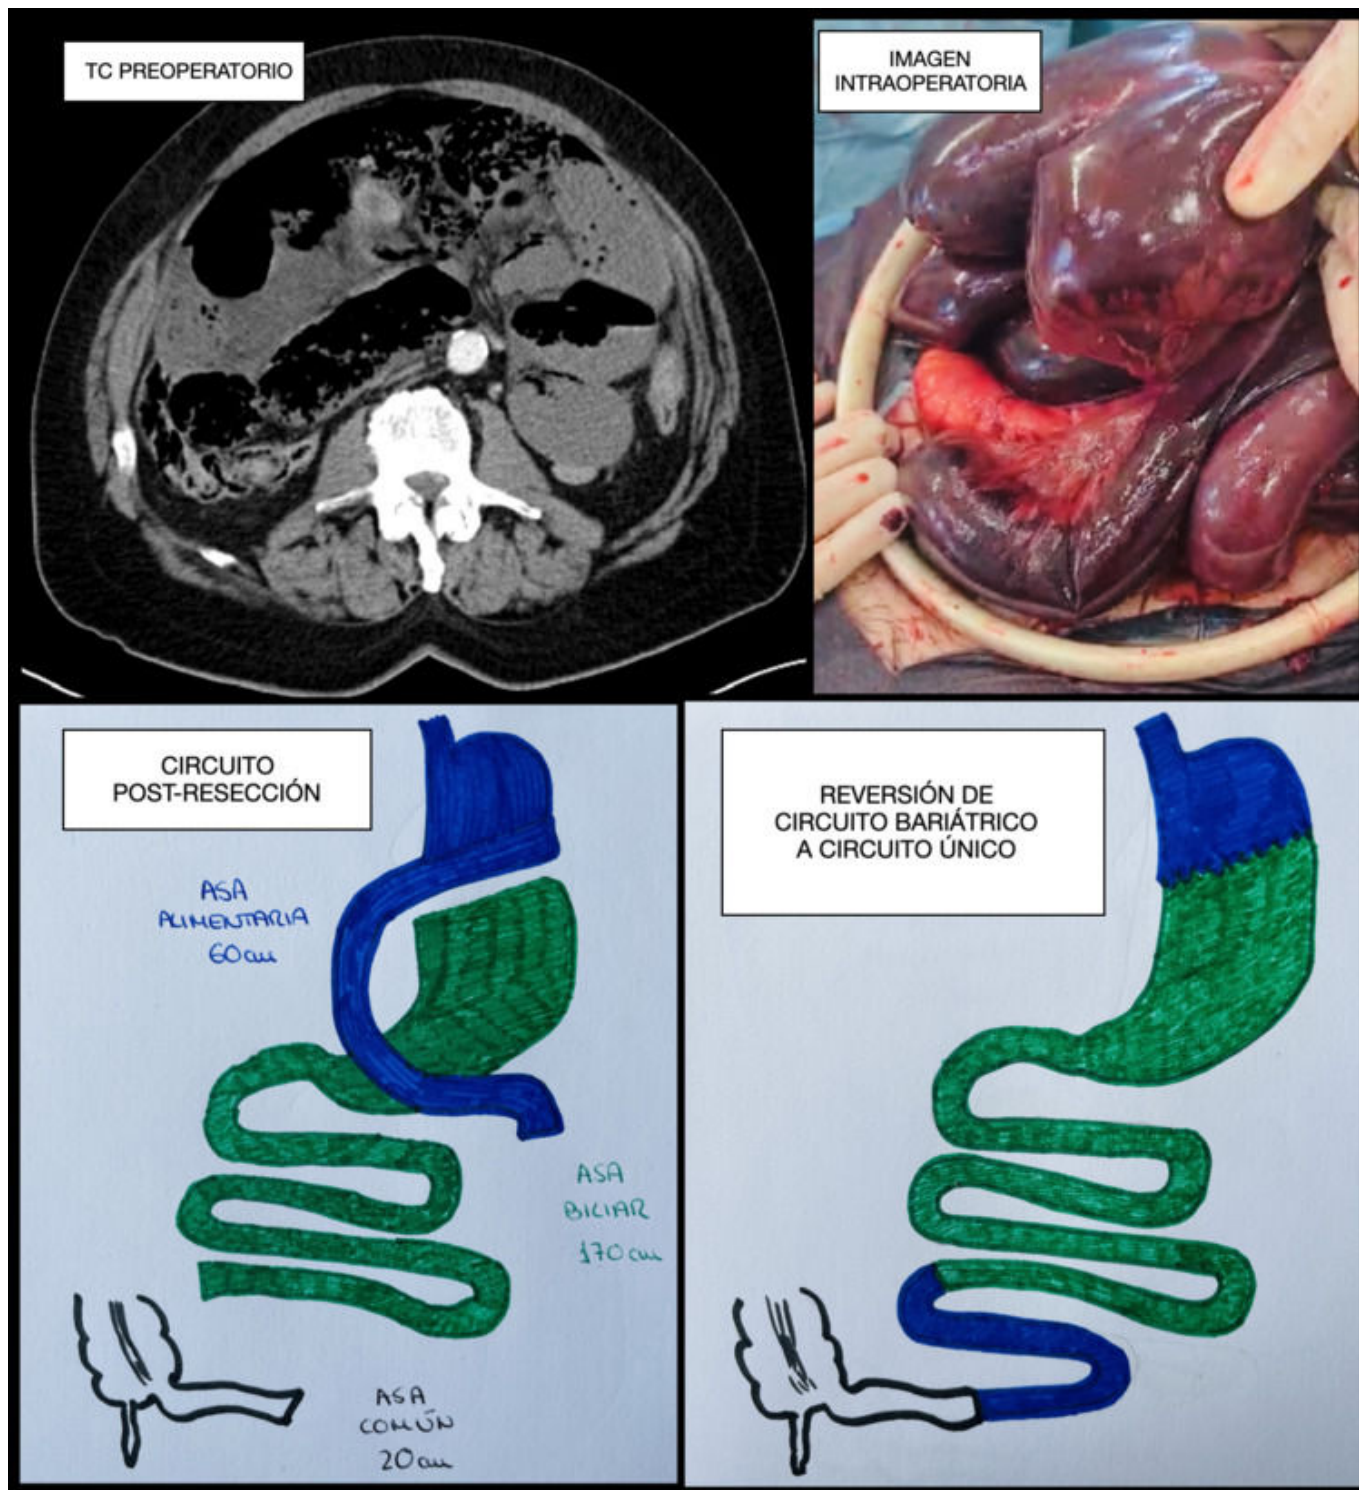 TC PREOPERATORIO
IMAGEN
INTRAOPERATORIA
CIRCUITO
POST-RESECCIÓN
ASA
ALIMENTARIA
60cm
ASA
BILIAR
170cm
ASA
COMÚN
20cm
REVERSIÓN DE
CIRCUITO BARIÁTRICO
A CIRCUITO ÚNICO